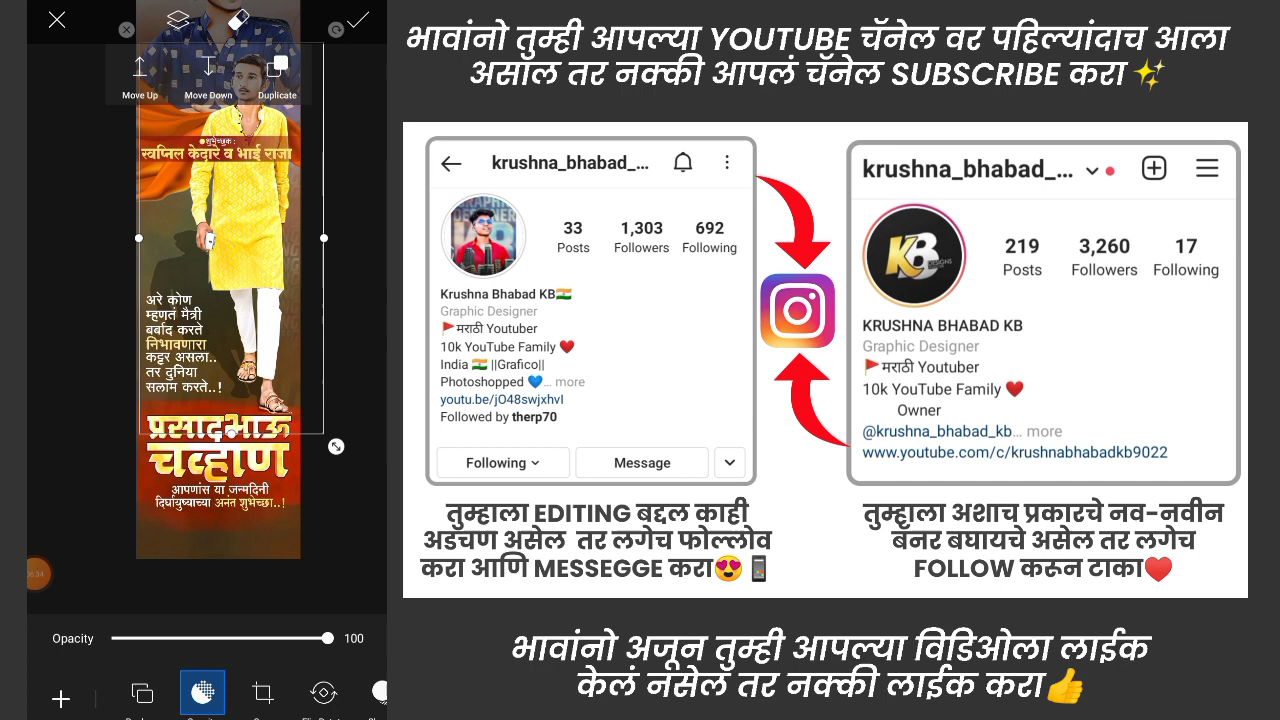 Move Up
Move Down
Duplicate
शुभेच्छुक :
स्वप्निल केदारे व भाई राजा
अरे कोण
म्हणतं मैत्री
बर्बाद करते
निभावणारा
कट्टर असला..
तर दुनिया
सलाम करते..!
प्रसादभाऊ
चव्हाण
आपणांस या जन्मदिनी
दिर्घायुष्याच्या अनंत शुभेच्छा..!
Opacity
100
भावांनो तुम्ही आपल्या YOUTUBE चॅनेल वर पहिल्यांदाच आला
असाल तर नक्की आपलं चॅनेल SUBSCRIBE करा ✨
krushna_bhabad_...
33
1,303
692
Posts
Followers
Following
Krushna Bhabad KB🇮🇳
Graphic Designer
🚩मराठी Youtuber
10k YouTube Family ❤️
India 🇮🇳 ||Grafico||
Photoshopped 💙... more
youtu.be/jO48swjxhvI
Followed by therp70
Following
Message
krushna_bhabad_...
219
3,260
17
Posts
Followers
Following
KRUSHNA BHABAD KB
Graphic Designer
🚩मराठी Youtuber
10k YouTube Family ❤️
Owner
@krushna_bhabad_kb... more
www.youtube.com/c/krushnabhabadkb9022
तुम्हाला EDITING बद्दल काही
अडचण असेल तर लगेच फोल्लोव
करा आणि MESSEGGE करा😍📱
तुम्हाला अशाच प्रकारचे नव-नवीन
बॅनर बघायचे असेल तर लगेच
FOLLOW करून टाका❤️
भावांनो अजून तुम्ही आपल्या विडिओला लाईक
केलं नसेल तर नक्की लाईक करा👍